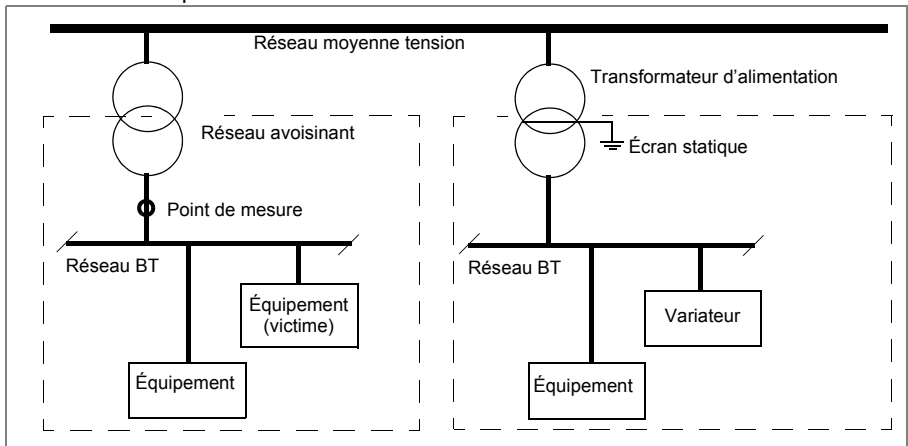 Réseau moyenne tension
Transformateur d'alimentation
Réseau avoisinant
Écran statique
Point de mesure
Réseau BT
Équipement
(victime)
Équipement
Réseau BT
Variateur
Équipement